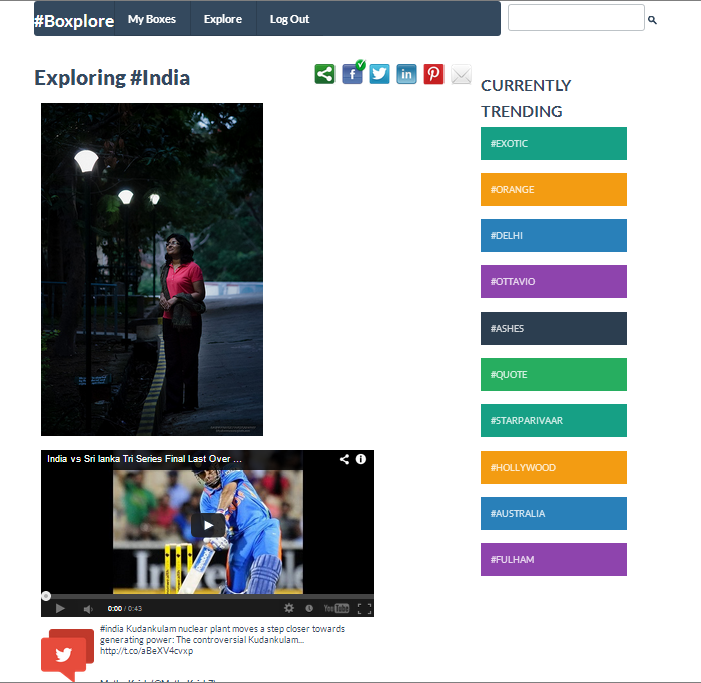 #Boxplore
My Boxes
Explore
Log Out
Exploring #India
India vs Sri lanka Tri Series Final Last Over ...
0:00 / 0:43
YouTube
#india Kudankulam nuclear plant moves a step closer towards
generating power: The controversial Kudankulam...
http://t.co/aBeXV4cvxp
CURRENTLY
TRENDING
#EXOTIC
#ORANGE
#DELHI
#OTTAVIO
#ASHES
#QUOTE
#STARPARIVAAR
#HOLLYWOOD
#AUSTRALIA
#FULHAM